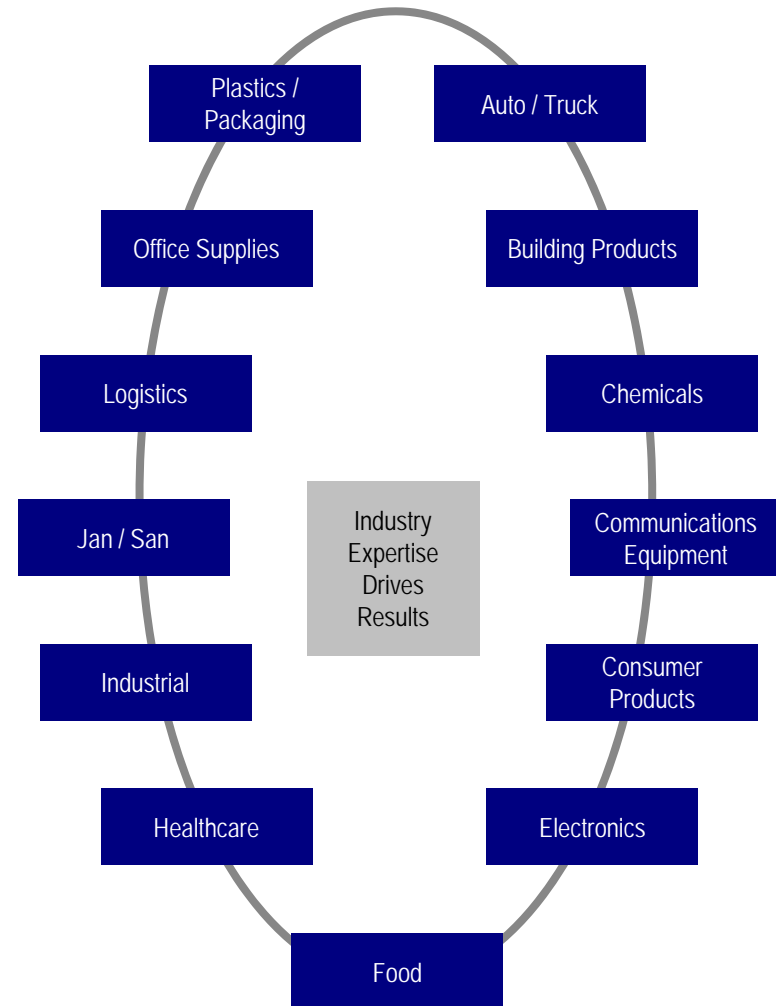 Plastics /
Packaging
Auto / Truck
Office Supplies
Building Products
Logistics
Chemicals
Jan / San
Industry
Expertise
Drives
Results
Communications
Equipment
Industrial
Consumer
Products
Healthcare
Electronics
Food